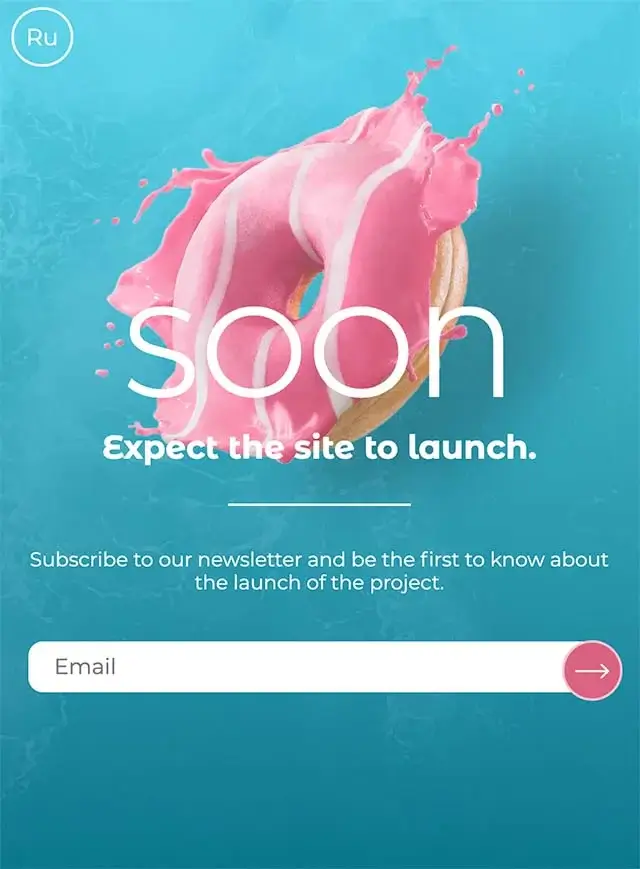 Ru
soon
Expect the site to launch.
Subscribe to our newsletter and be the first to know about
the launch of the project.
Email